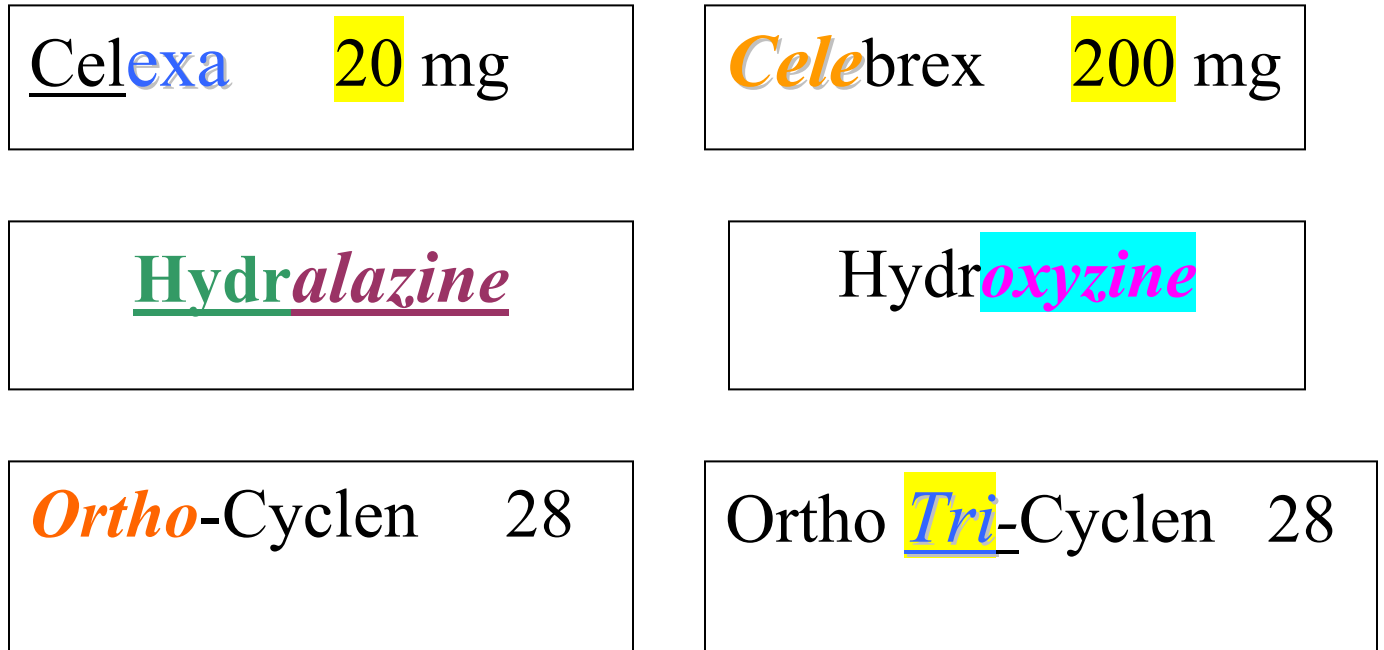 Celexa 20 mg
Celebrex 200 mg
Hydralazine
Hydroxyzine
Ortho-Cyclen 28
Ortho Tri-Cyclen 28